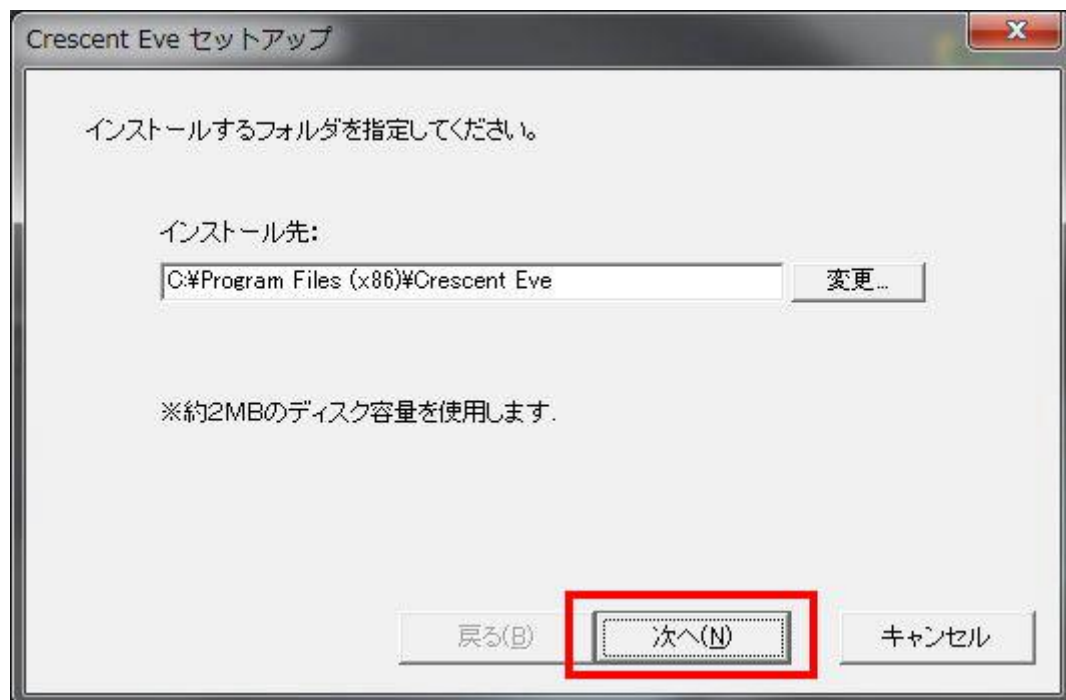 Crescent Eve セットアップ
インストールするフォルダを指定してください。
インストール先:
C:¥Program Files (x86)¥Crescent Eve
変更...
※約2MBのディスク容量を使用します.
戻る(B)
次へ(N)
キャンセル